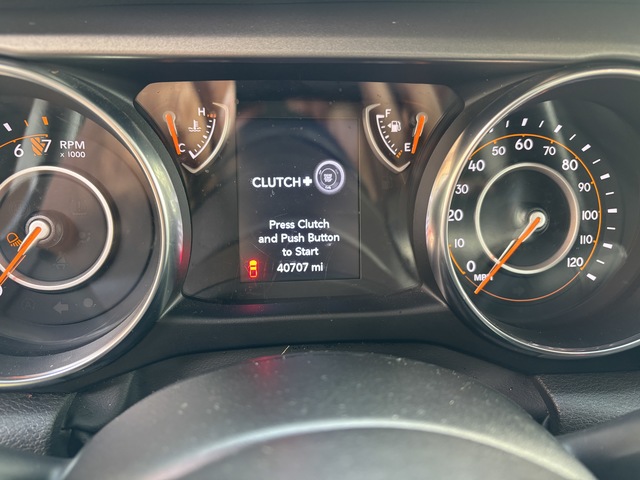 6 7 RPM
x 1000
H
C
F
E
CLUTCH+
Press Clutch
and Push Button
to Start
40707 mi
0
10
20
30
40
50
60
70
80
90
100
110
120
MPH